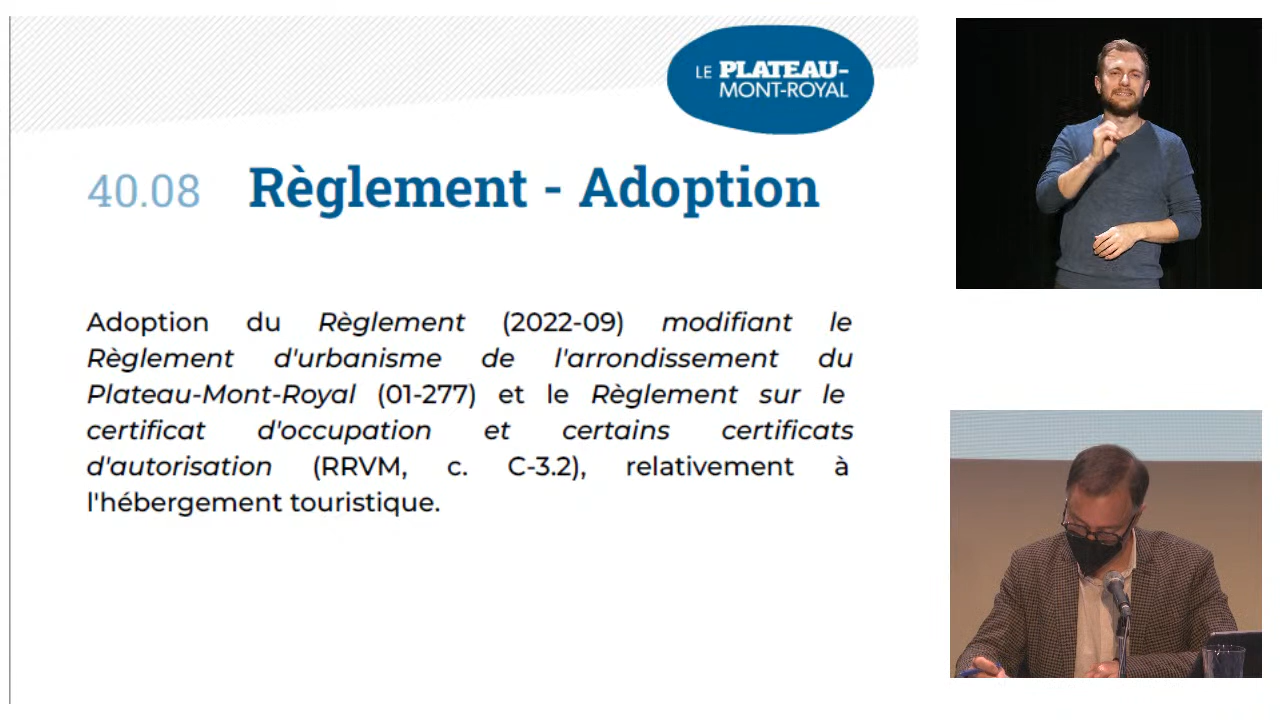 LE PLATEAU-
MONT-ROYAL
40.08 Règlement - Adoption
Adoption du Règlement (2022-09) modifiant le
Règlement d'urbanisme de l'arrondissement du
Plateau-Mont-Royal (01-277) et le Règlement sur le
certificat d'occupation et certains certificats
d'autorisation (RRVM, c. C-3.2), relativement à
l'hébergement touristique.